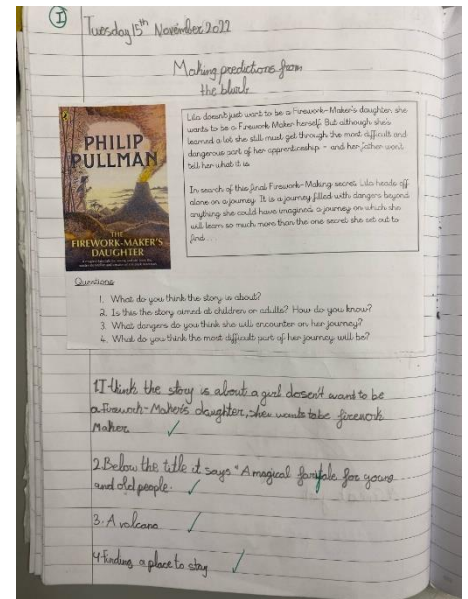 I
Tuesday 15th November 2022
Making predictions from
the blurb
PHILIP
PULLMAN
THE
FIREWORK-MAKER'S
DAUGHTER
Lila doesn't just want to be a Firework-Maker's daughter, she
wants to be a Firework-Maker herself. But although she's
learned a lot she still must get through the most difficult and
dangerous part of her apprenticeship – and her father won't
tell her what it is.
In search of this final Firework-Making secret Lila heads off
alone on a journey. It is a journey filled with dangers beyond
anything she could have imagined, a journey on which she
will learn so much more than the one secret she set out to
find...
Questions
1. What do you think the story is about?
2. Is this the story aimed at children or adults? How do you know?
3. What dangers do you think she will encounter on her journey?
4. What do you think the most difficult part of her journey will be?
1. I think the story is about a girl doesn't want to be
a Firework-Maker's daughter, she wants to be firework
Maker.
2. Below the title it says "A magical for
and old people.
3. A volcano
4. finding a place to stay